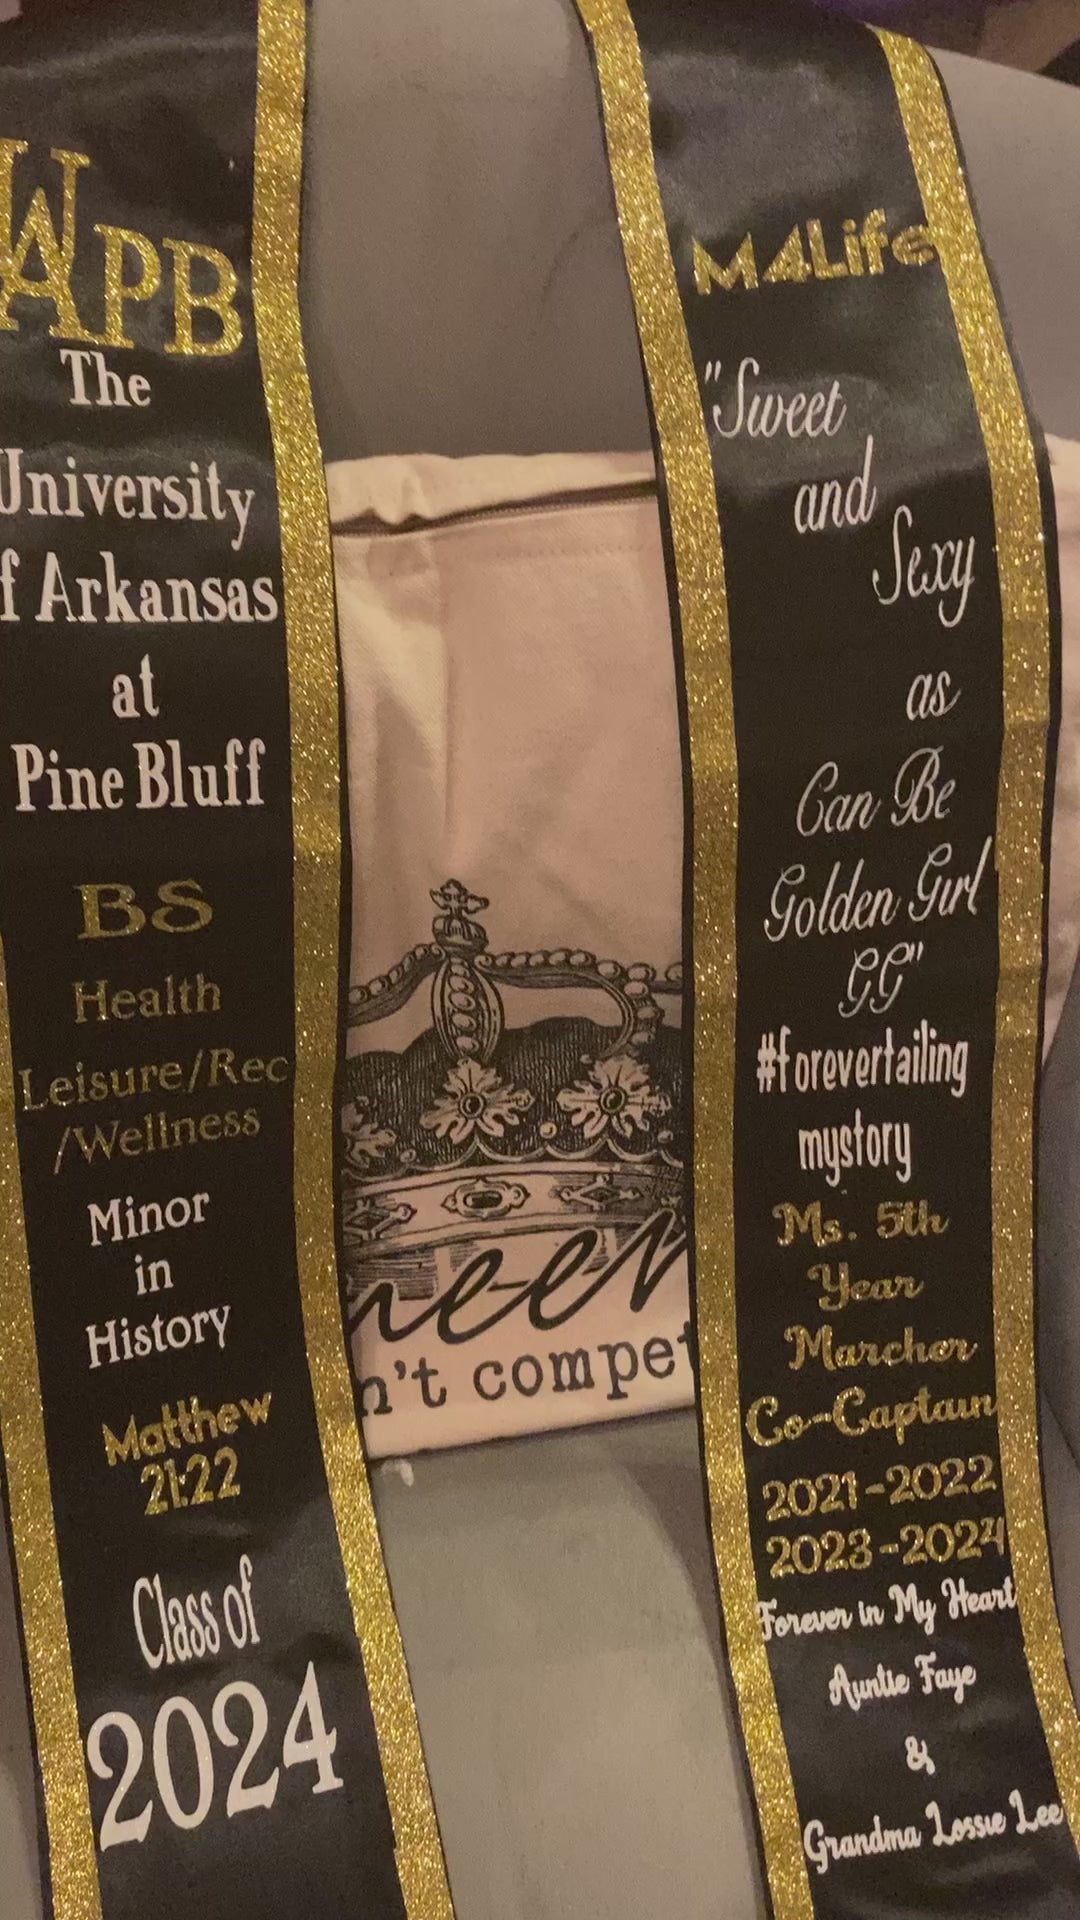 UAPB
The
University
of Arkansas
at
Pine Bluff
BS
Health
Leisure/Rec
/Wellness
Minor
in
History
Matthew
21:22
Class of
2024
M4Life
"Sweet
and
Sexy
as
Can Be
Golden Girl
GG"
#forevertailing
mystory
Ms. 5th
Year
Marcher
Co-Captain
2021-2022
2023-2024
Forever in My Heart
Auntie Faye
&
Grandma Lossie Lee
ueen
n't compet